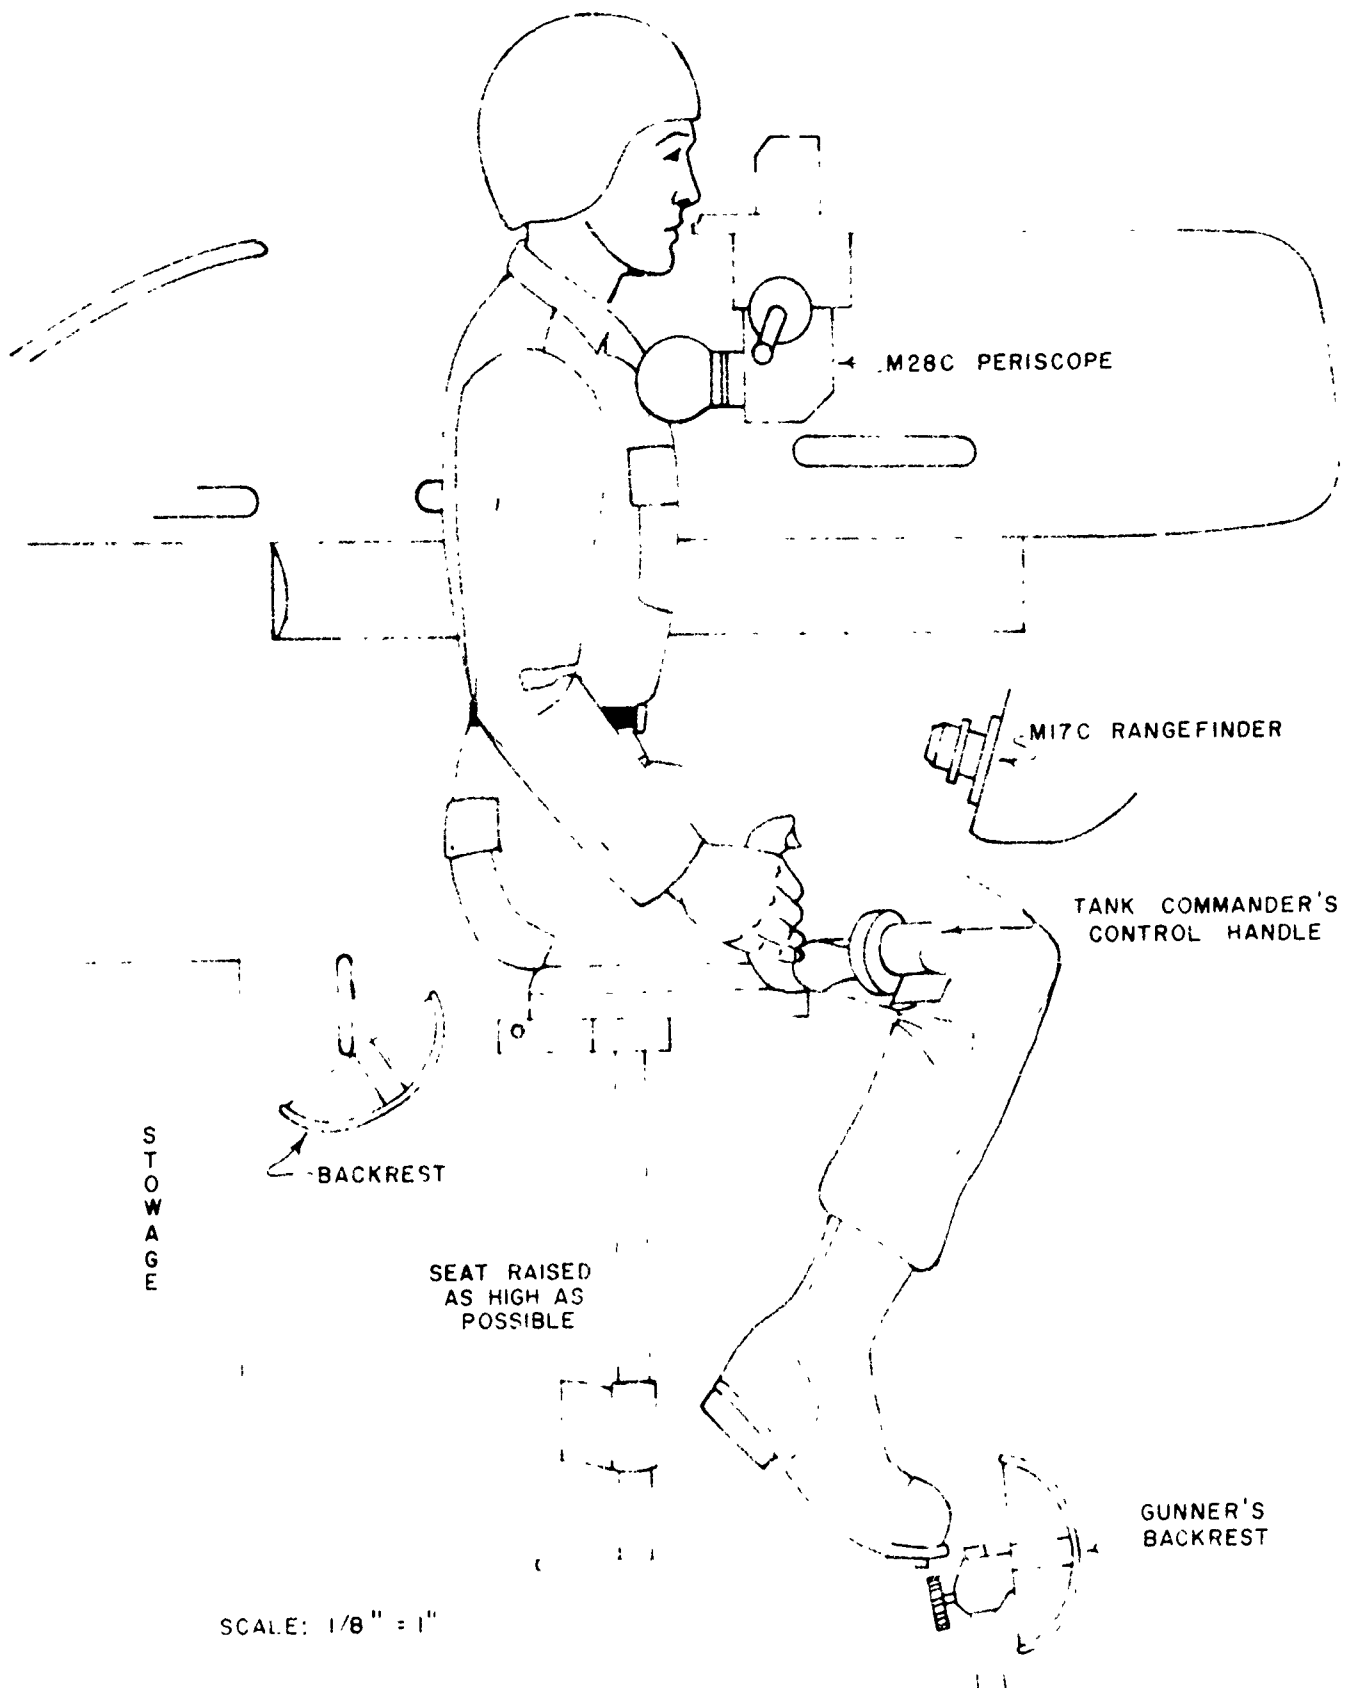 M28C PERISCOPE
M17C RANGEFINDER
TANK COMMANDER'S
CONTROL HANDLE
BACKREST
STOWAGE
SEAT RAISED
AS HIGH AS
POSSIBLE
GUNNER'S
BACKREST
SCALE: 1/8" = 1"